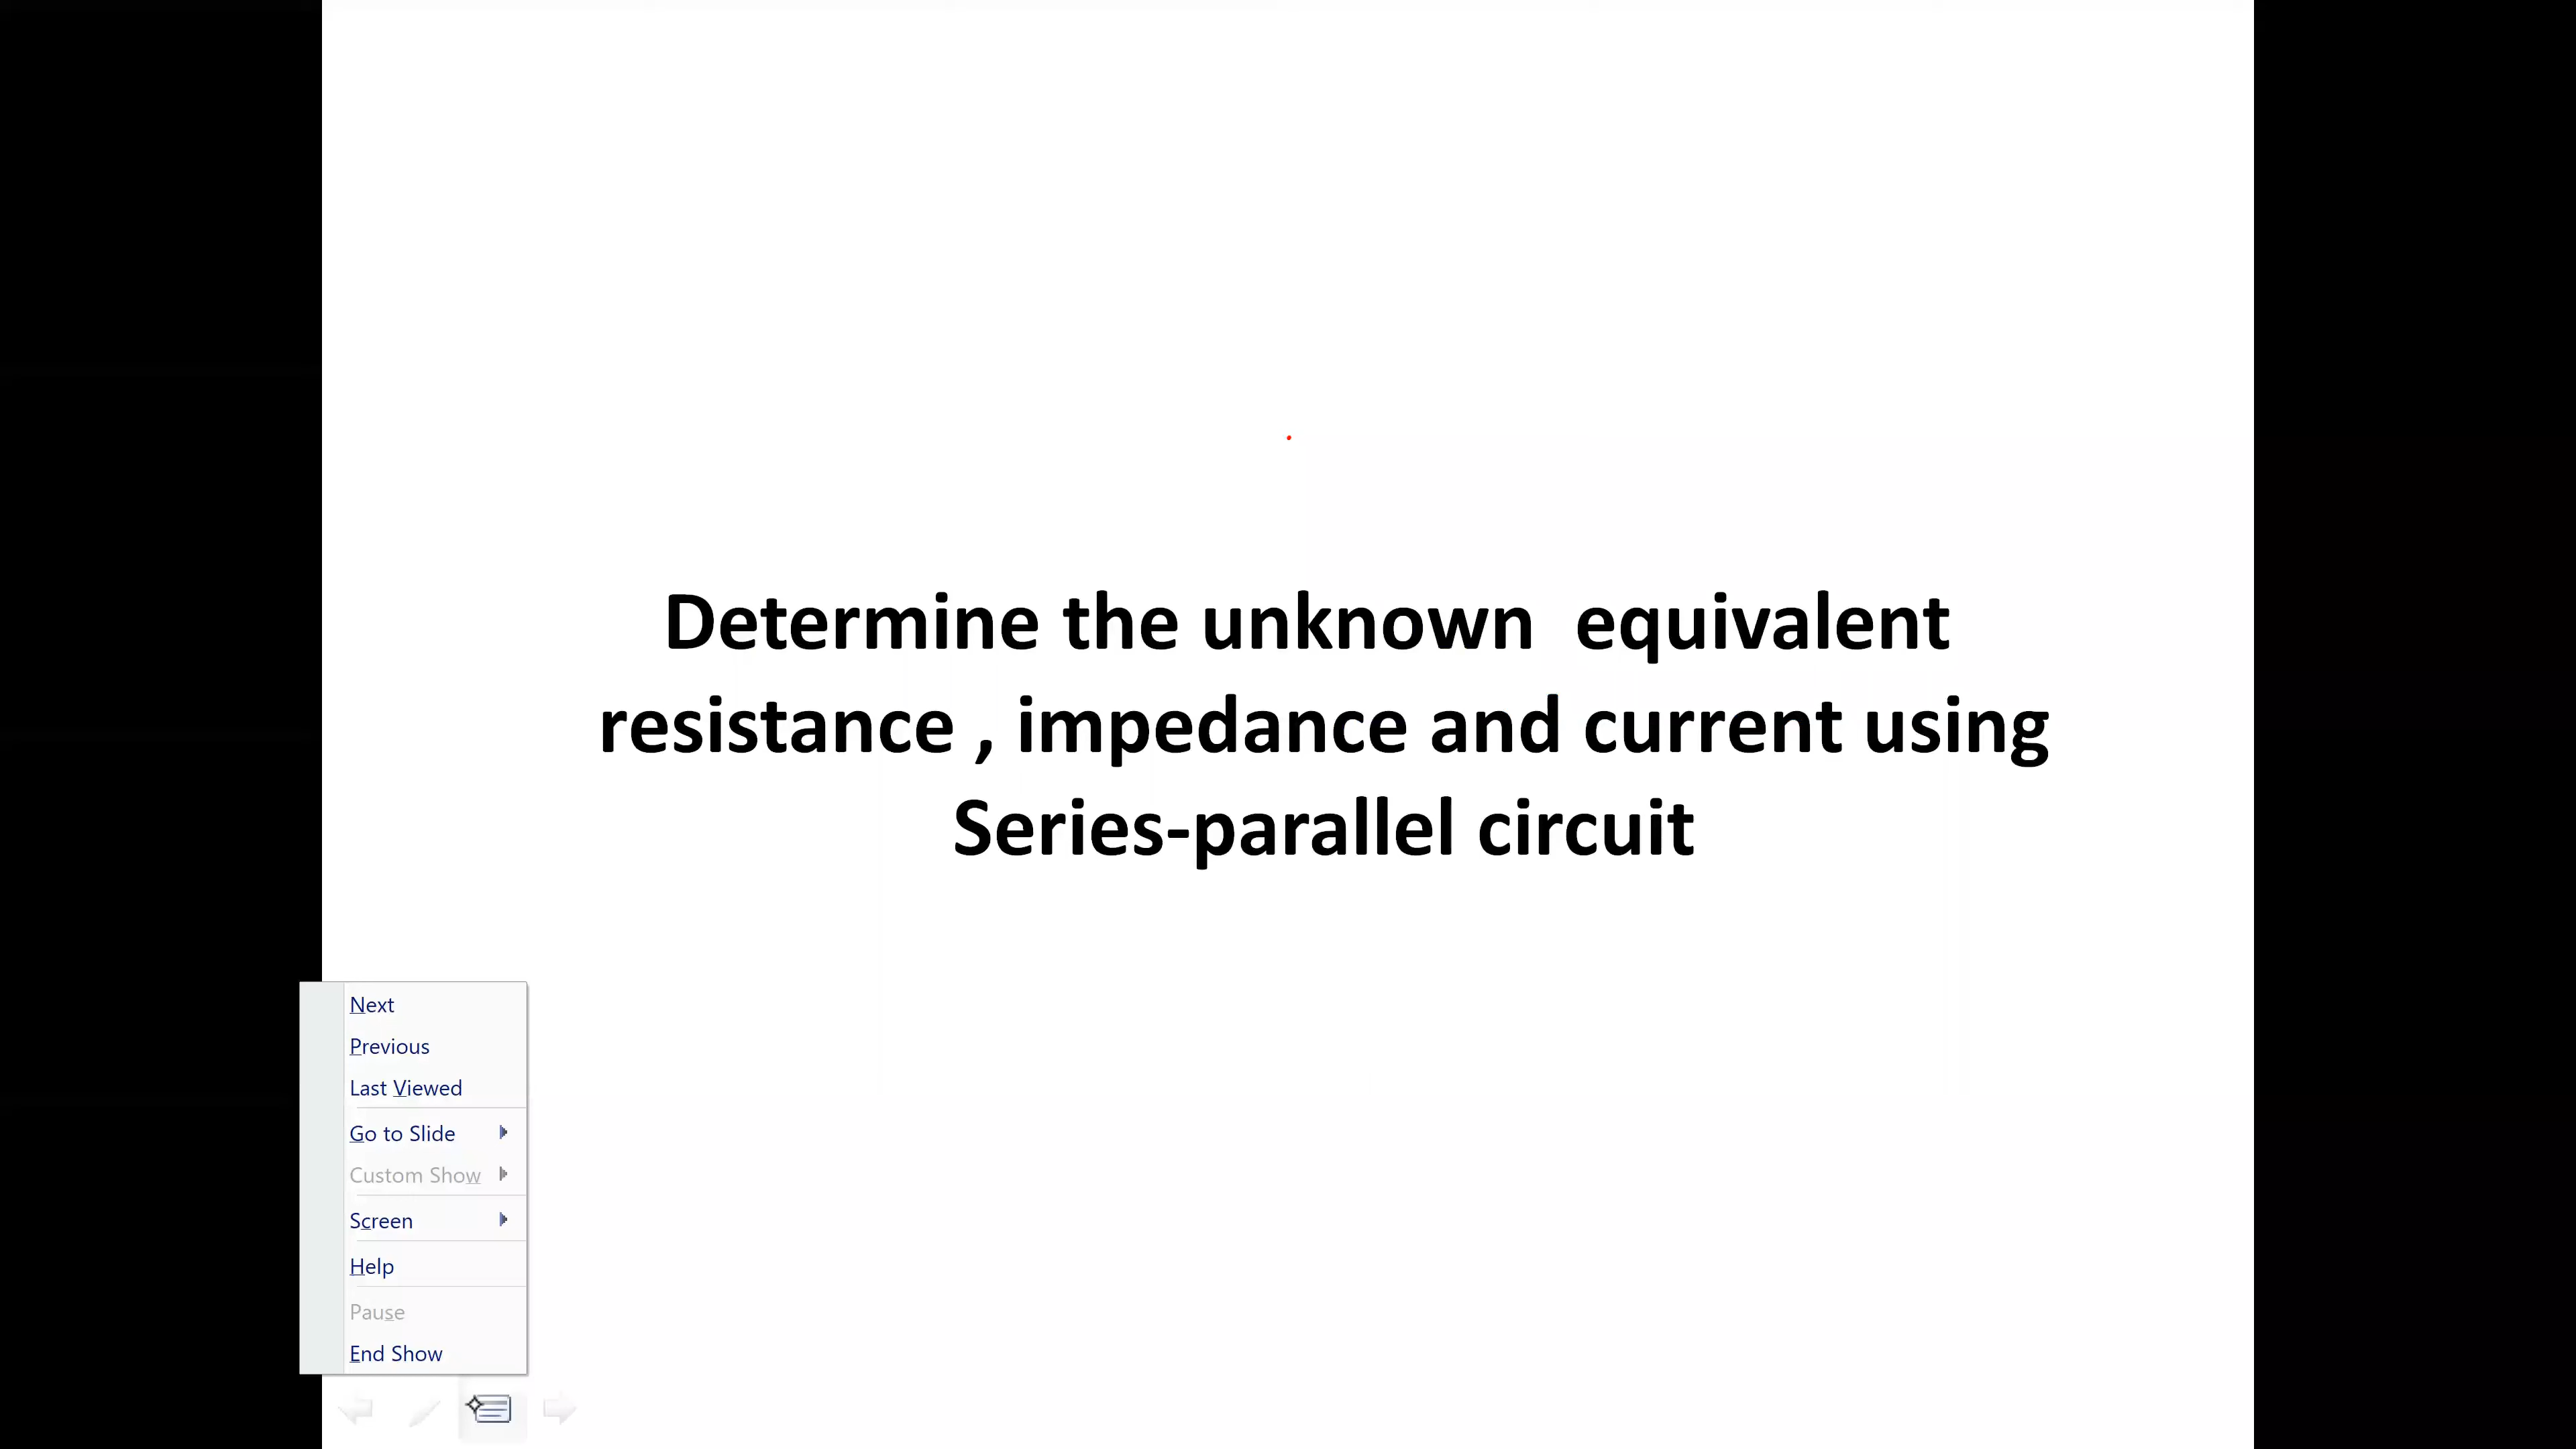 Determine the unknown  equivalent
resistance , impedance and current using
Series-parallel circuit
Next
Previous
Last Viewed
Go to Slide
Custom Show
Screen
Help
Pause
End Show